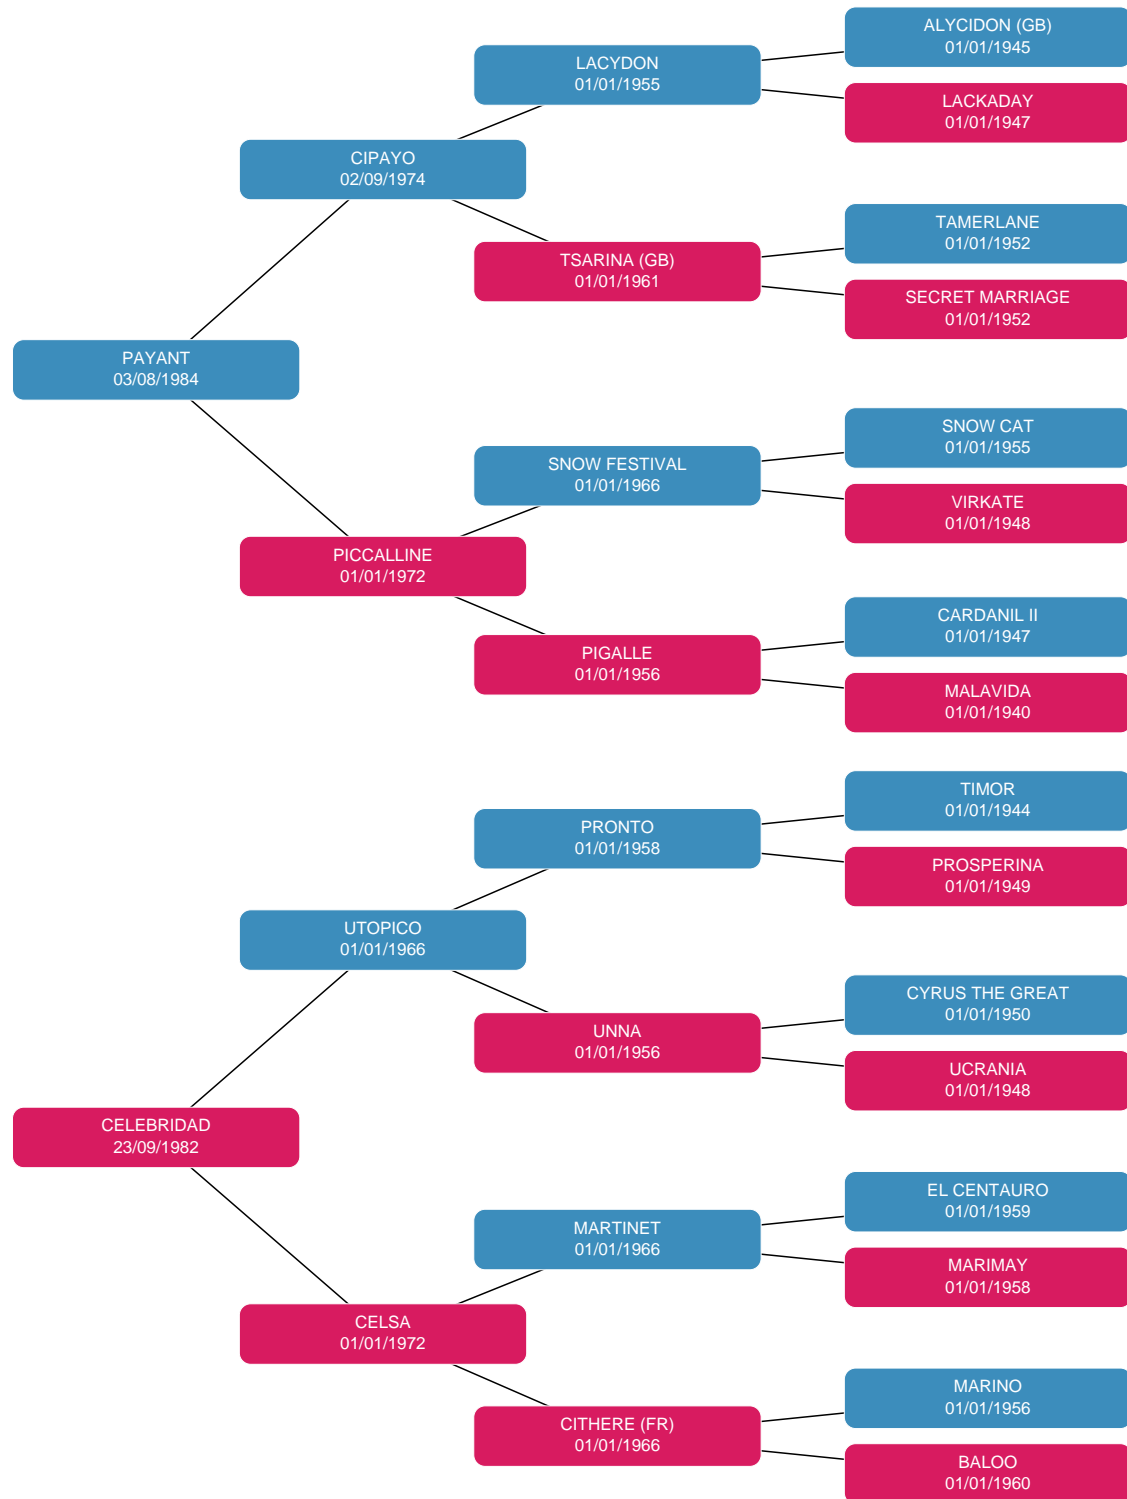 ALYCIDON (GB)
01/01/1945
LACYDON
01/01/1955
LACKADAY
01/01/1947
CIPAYO
02/09/1974
TAMERLANE
01/01/1952
TSARINA (GB)
01/01/1961
SECRET MARRIAGE
01/01/1952
PAYANT
03/08/1984
SNOW CAT
01/01/1955
SNOW FESTIVAL
01/01/1966
VIRKATE
01/01/1948
PICCALLINE
01/01/1972
CARDANIL II
01/01/1947
PIGALLE
01/01/1956
MALAVIDA
01/01/1940
TIMOR
01/01/1944
PRONTO
01/01/1958
PROSPERINA
01/01/1949
UTOPICO
01/01/1966
CYRUS THE GREAT
01/01/1950
UNNA
01/01/1956
UCRANIA
01/01/1948
CELEBRIDAD
23/09/1982
EL CENTAURO
01/01/1959
MARTINET
01/01/1966
MARIMAY
01/01/1958
CELSA
01/01/1972
MARINO
01/01/1956
CITHERE (FR)
01/01/1966
BALOO
01/01/1960